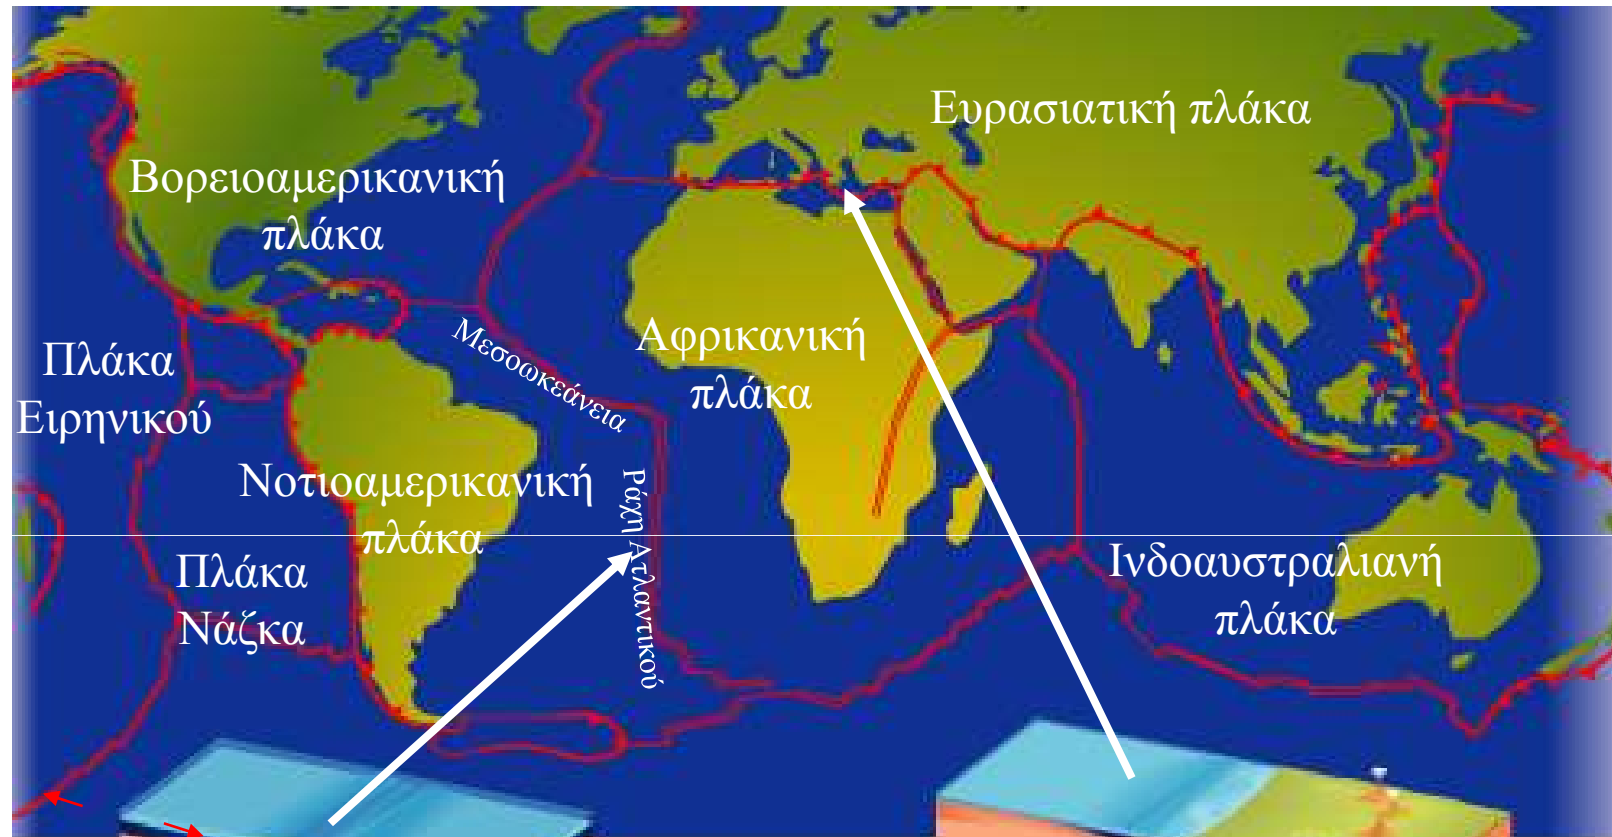 Ευρασιατική πλάκα
Βορειοαμερικανική
πλάκα
Μεσοωκεάνεια
Αφρικανική
πλάκα
Πλάκα
Ειρηνικού
Νοτιοαμερικανική
πλάκα
Ράχη Ατλαντικού
Πλάκα
Νάζκα
Ινδοαυστραλιανή
πλάκα